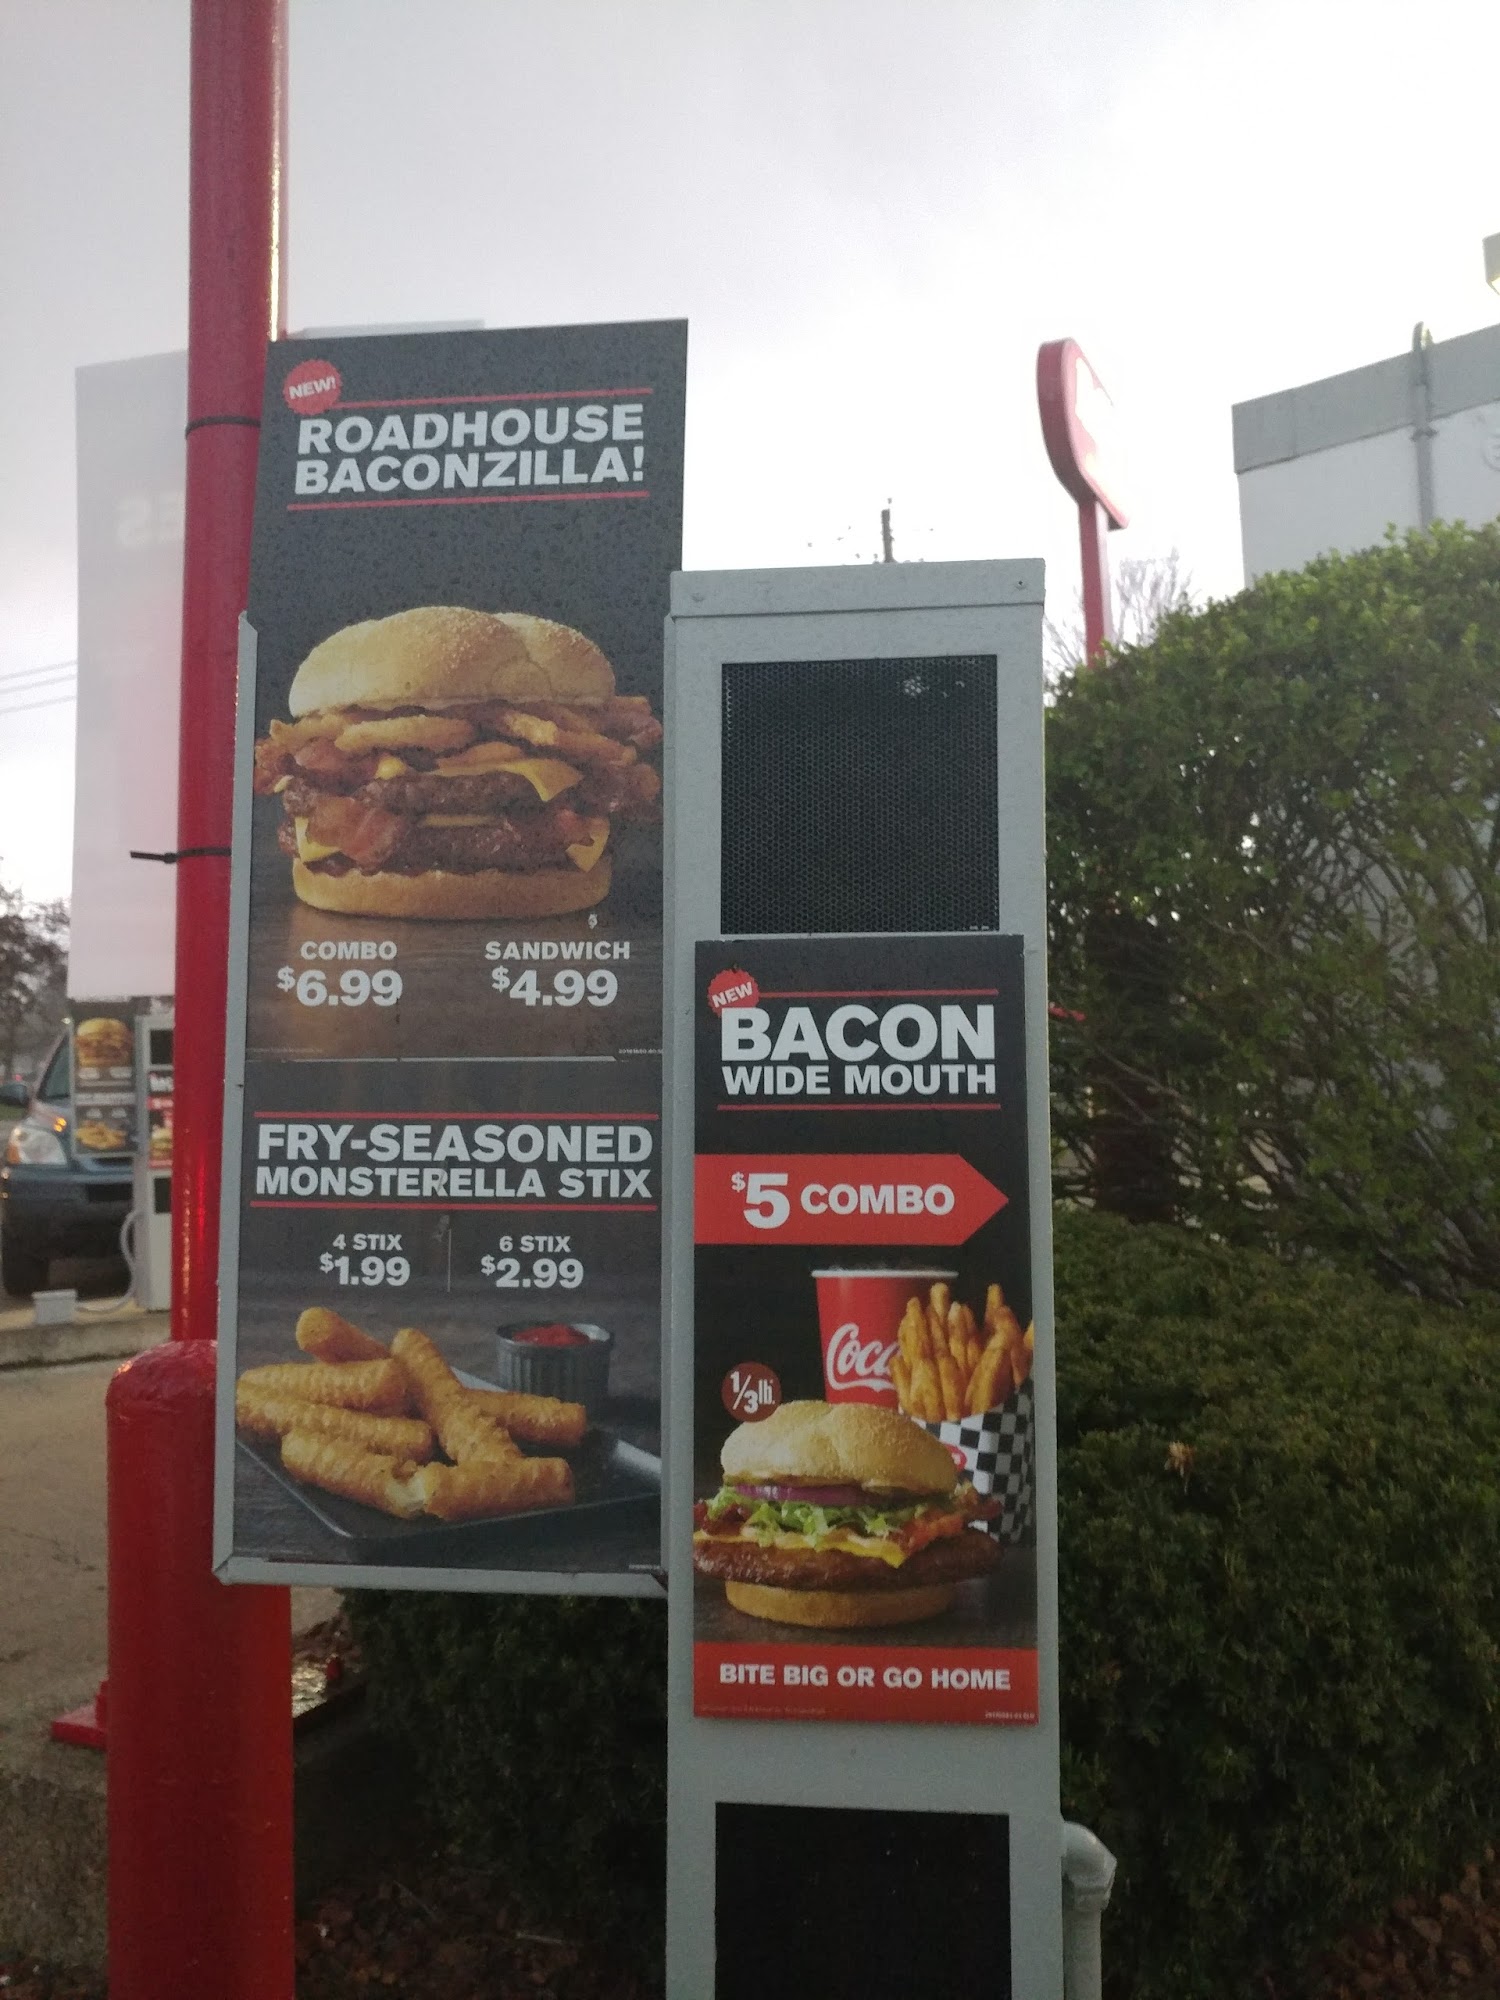 NEW!
ROADHOUSE
BACONZILLA!
COMBO SANDWICH
$6.99 $4.99
FRY-SEASONED
MONSTERELLA STIX
4 STIX 6 STIX
$1.99 $2.99
NEW
BACON
WIDE MOUTH
$5 COMBO
Coca
1/3lb.
BITE BIG OR GO HOME